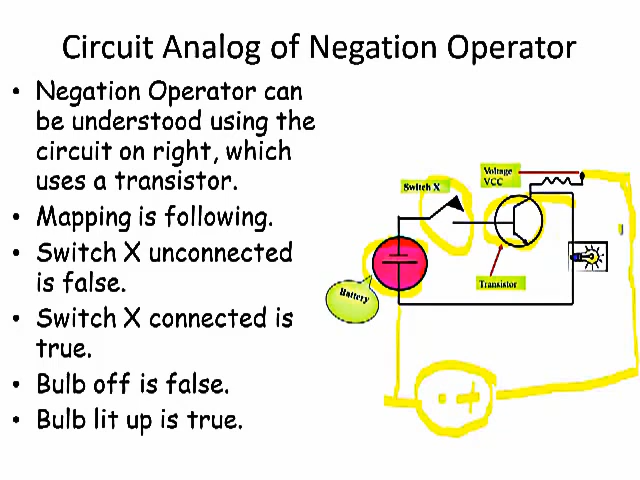 Circuit Analog of Negation Operator
• Negation Operator can
be understood using the
circuit on right, which
uses a transistor.
• Mapping is following.
• Switch X unconnected
is false.
• Switch X connected is
true.
• Bulb off is false.
• Bulb lit up is true.
Voltage
VCC
Switch X
Transistor
Battery
- +